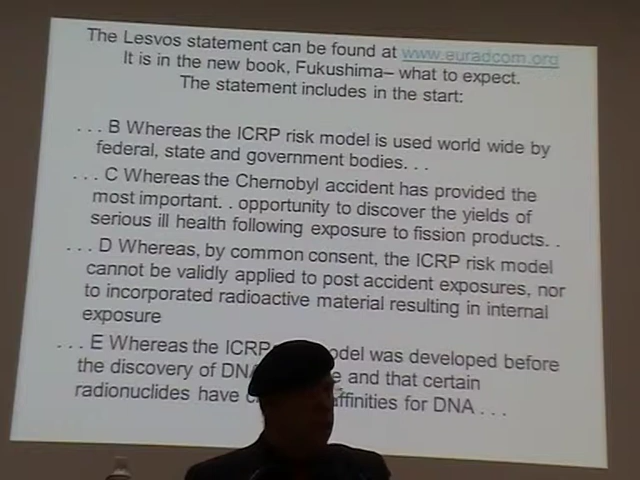 The Lesvos statement can be found at www.euradcom.org
It is in the new book, Fukushima– what to expect.
The statement includes in the start:
. . . B Whereas the ICRP risk model is used world wide by
federal, state and government bodies. . .
. . . C Whereas the Chernobyl accident has provided the
most important. . opportunity to discover the yields of
serious ill health following exposure to fission products. .
. . . D Whereas, by common consent, the ICRP risk model
cannot be validly applied to post accident exposures, nor
to incorporated radioactive material resulting in internal
exposure
. . . E Whereas the ICRP odel was developed before
the discovery of DNA e and that certain
radionuclides have c ffinities for DNA . . .